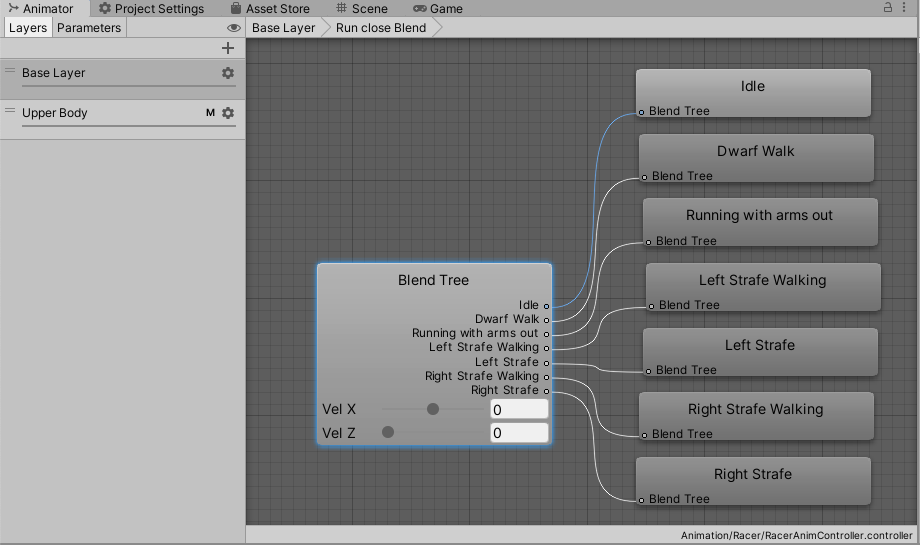 Animator Project Settings Asset Store Scene Game
Layers Parameters Base Layer Run close Blend
Base Layer
Upper Body M
Blend Tree
Idle
Dwarf Walk
Running with arms out
Left Strafe Walking
Left Strafe
Right Strafe Walking
Right Strafe
Vel X 0
Vel Z 0
Idle
Blend Tree
Dwarf Walk
Blend Tree
Running with arms out
Blend Tree
Left Strafe Walking
Blend Tree
Left Strafe
Blend Tree
Right Strafe Walking
Blend Tree
Right Strafe
Blend Tree
Animation/Racer/RacerAnimController.controller